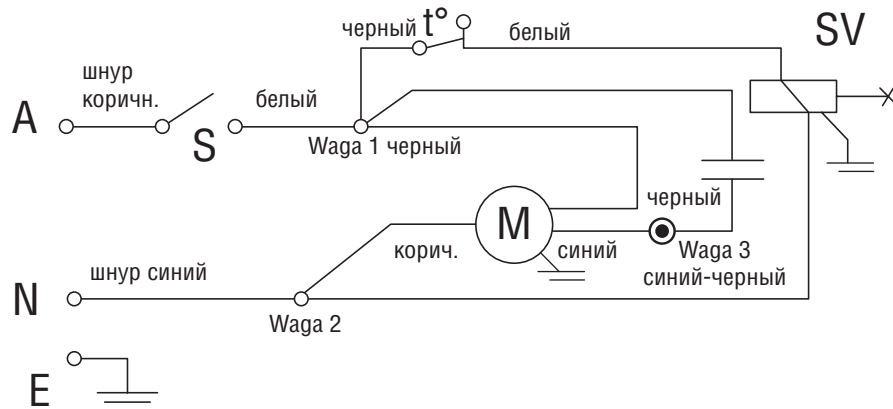 черный t° белый SV
шнур
коричн.
белый
A S
Waga 1 черный
черный
M
корич. синий Waga 3
синий-черный
шнур синий
N
Waga 2
E